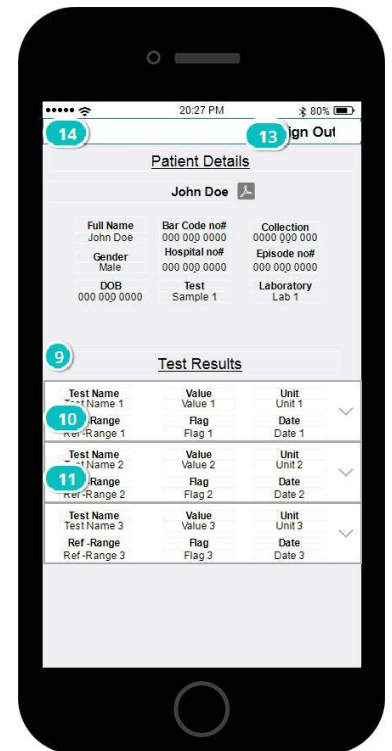 20:27 PM 80%
14 13 ign Out
Patient Details
John Doe
Full Name Bar Code no# Collection
John Doe 000 000 0000 0000 000 000
Gender Hospital no# Episode no#
Male 000 000 0000 000 000 0000
DOB Test Laboratory
000 000 0000 Sample 1 Lab 1
9
Test Results
Test Name Value Unit
Test Name 1 Value 1 Unit 1
10 -Range Flag Date
Ref-Range 1 Flag 1 Date 1
Test Name Value Unit
Test Name 2 Value 2 Unit 2
11 -Range Flag Date
Ref-Range 2 Flag 2 Date 2
Test Name Value Unit
Test Name 3 Value 3 Unit 3
Ref -Range Flag Date
Ref-Range 3 Flag 3 Date 3